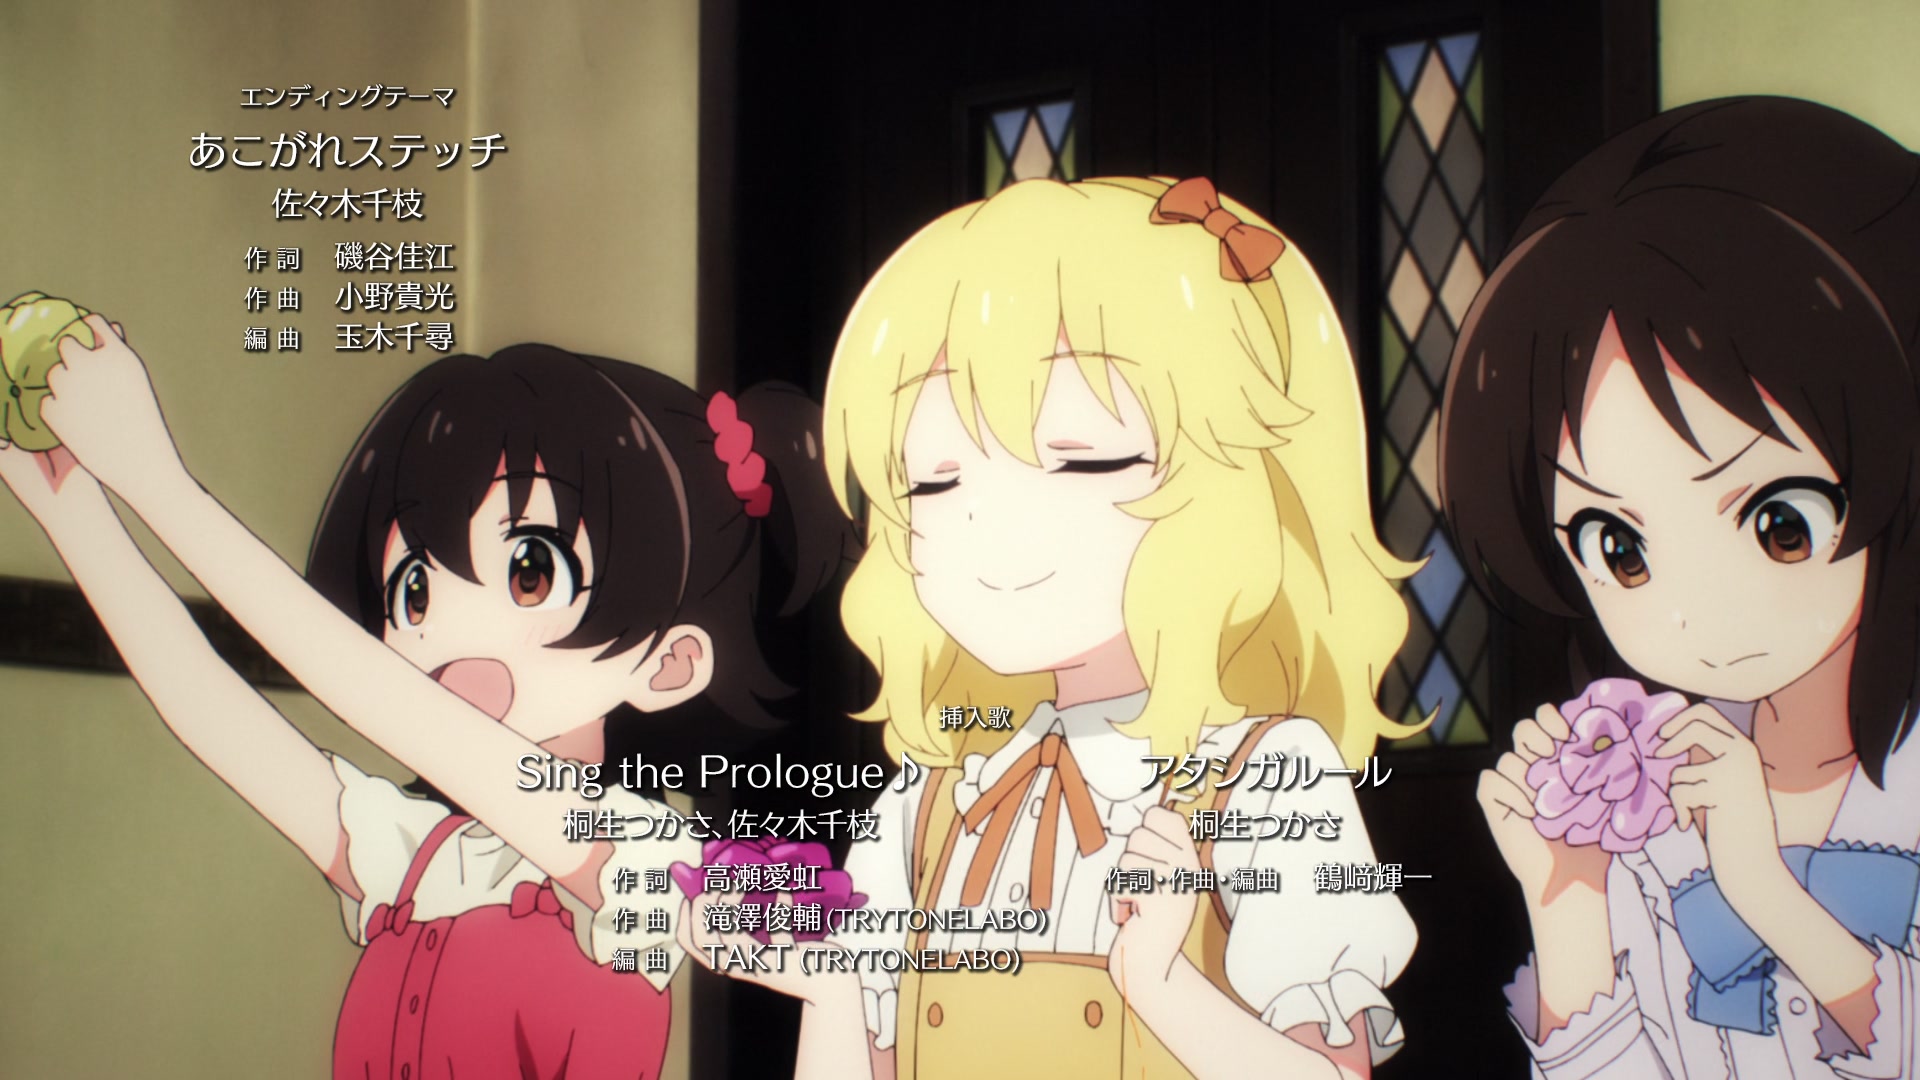 エンディングテーマ
あこがれステッチ
佐々木千枝
作詞 磯谷佳江
作曲 小野貴光
編曲 玉木千尋
挿入歌
Sing the Prologue♪
桐生つかさ、佐々木千枝
作詞 高瀬愛虹
作曲 滝澤俊輔(TRYTONELABO)
編曲 TAKT (TRYTONELABO)
アタシガルール
桐生つかさ
作詞・作曲・編曲 鶴﨑輝一